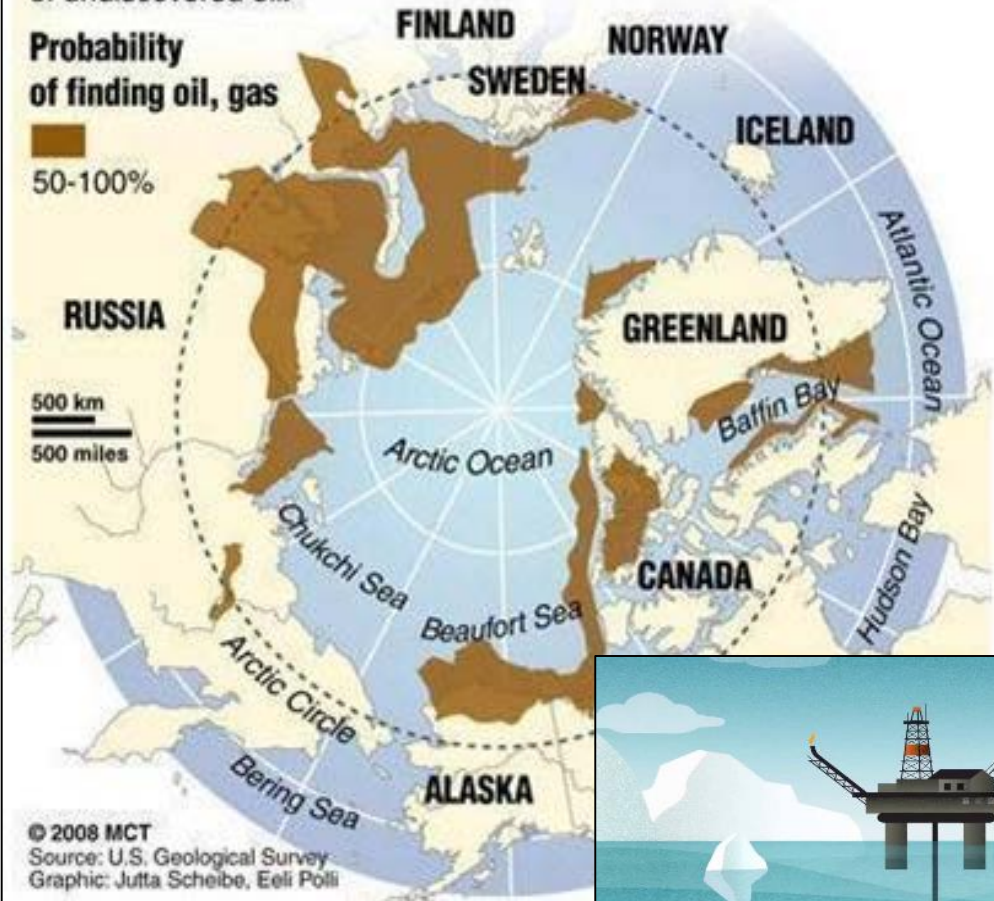 Probability
of finding oil, gas
50-100%
FINLAND
NORWAY
SWEDEN
ICELAND
Atlantic Ocean
RUSSIA
GREENLAND
500 km
500 miles
Baffin Bay
Arctic Ocean
Chukchi Sea
CANADA
Hudson Bay
Beaufort Sea
Arctic Circle
Bering Sea
ALASKA
© 2008 MCT
Source: U.S. Geological Survey
Graphic: Jutta Scheibe, Eeli Polli